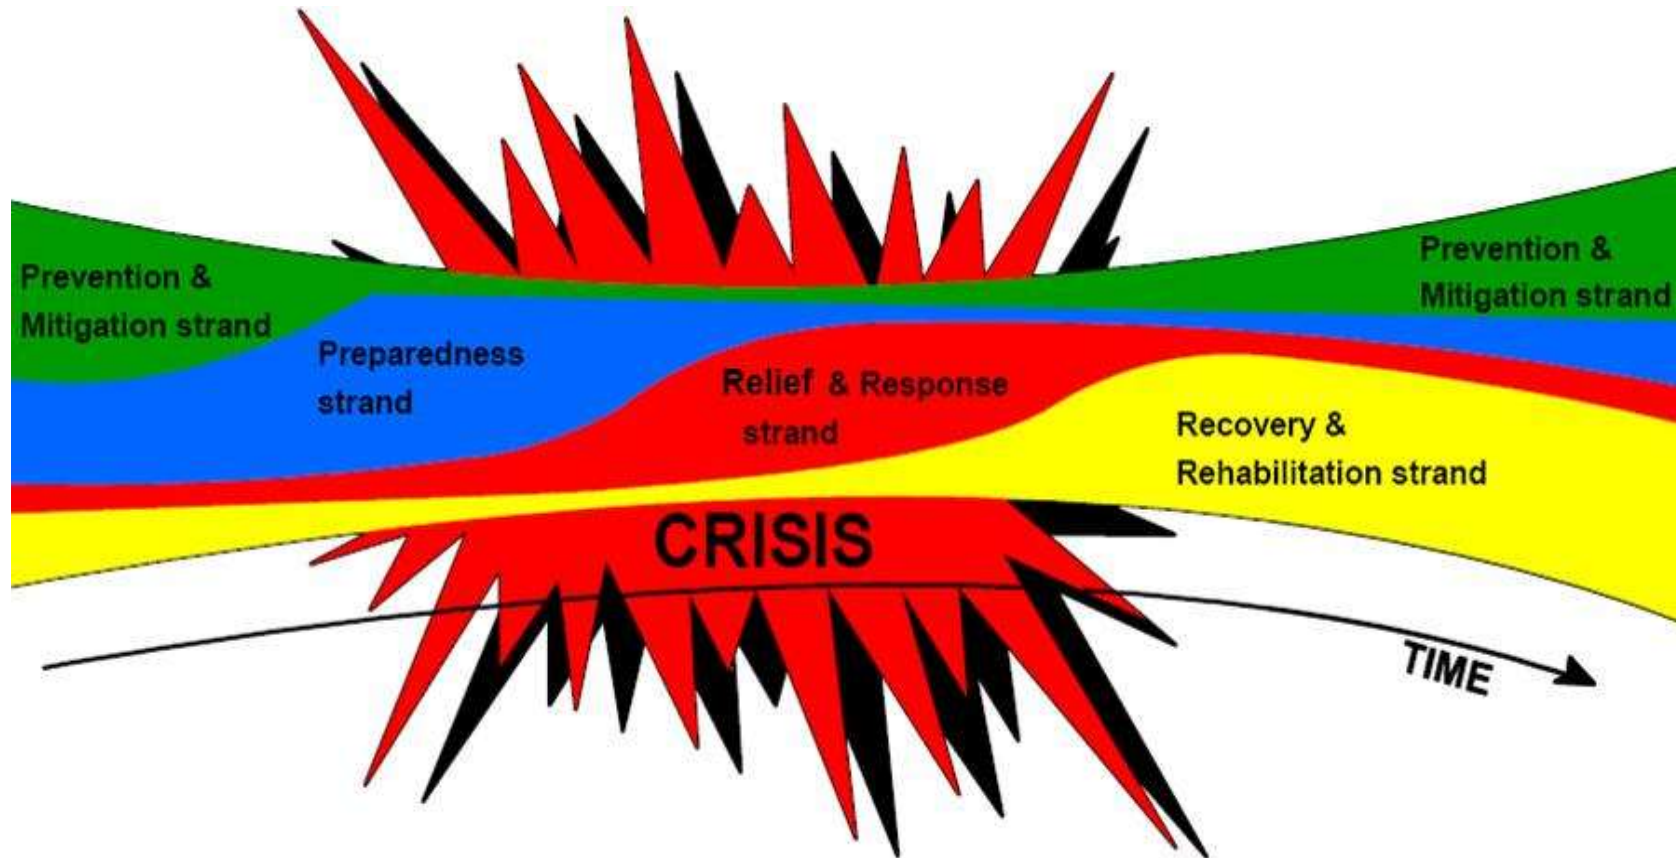 Prevention &
Mitigation strand
Preparedness
strand
Relief & Response
strand
Recovery &
Rehabilitation strand
Prevention &
Mitigation strand
CRISIS
TIME